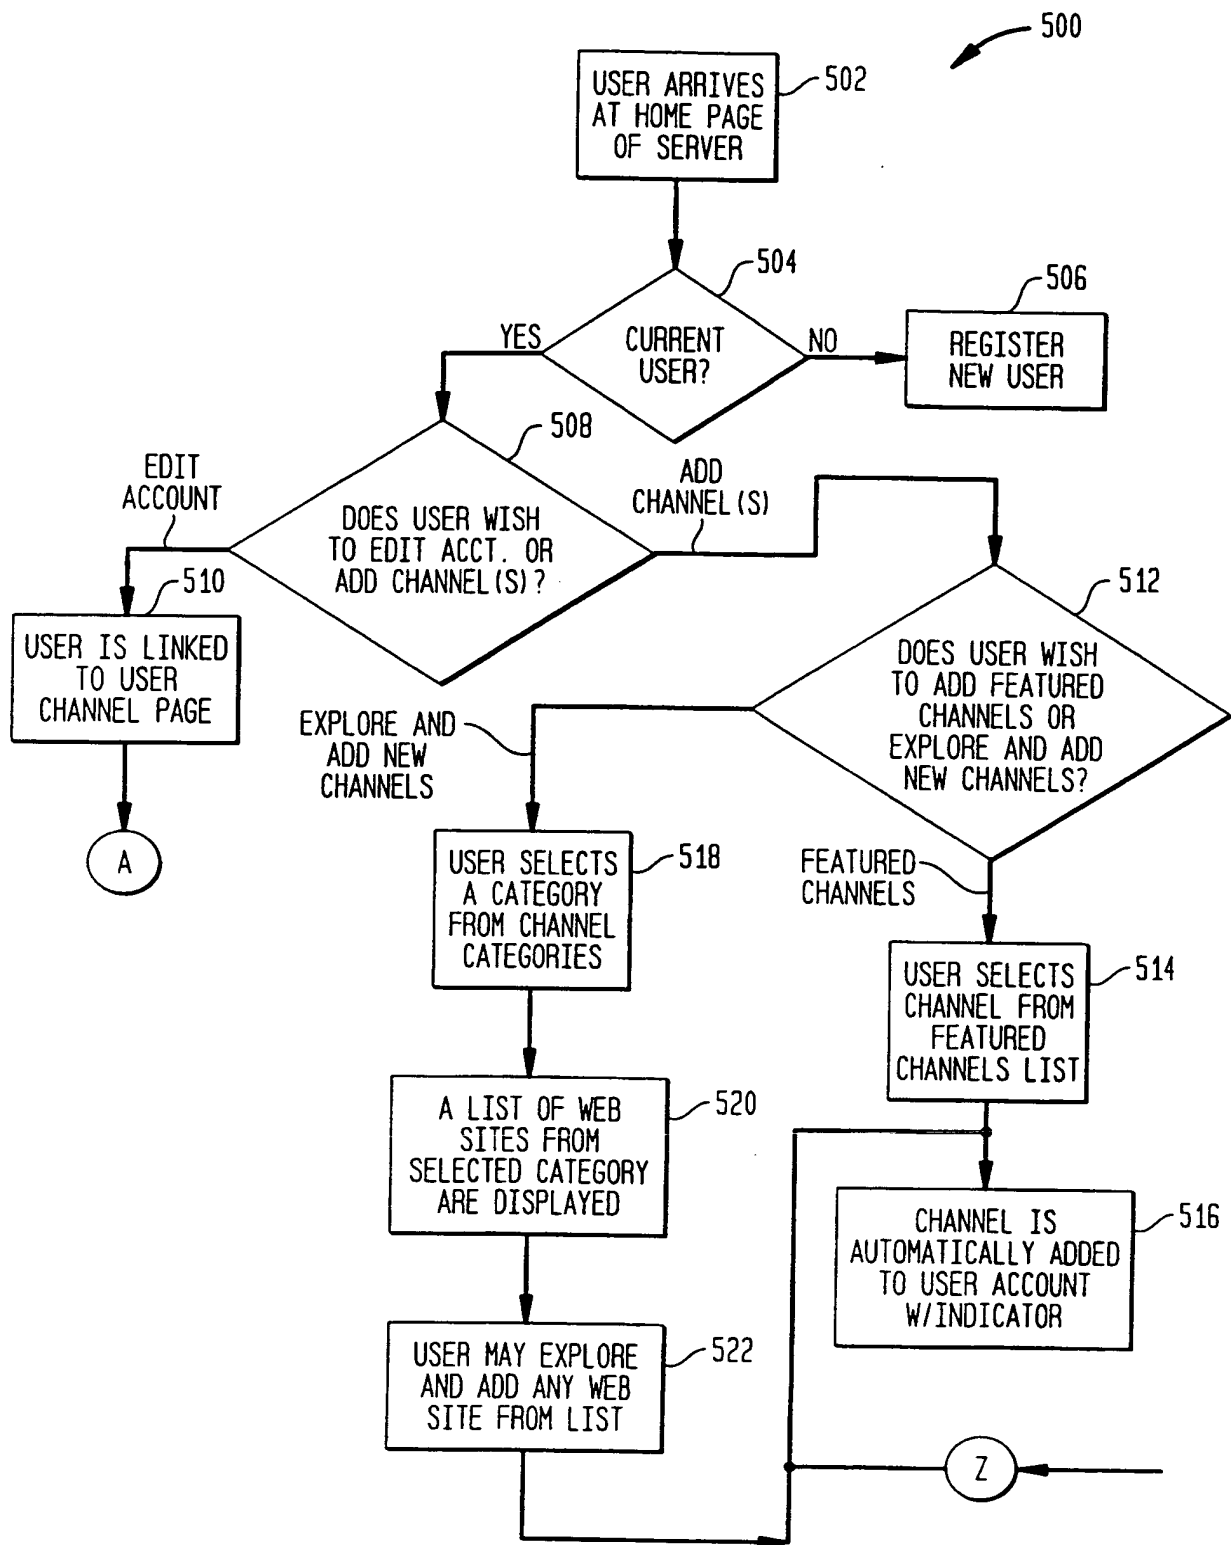 500
USER ARRIVES
AT HOME PAGE
OF SERVER
502
504
CURRENT
USER?
YES
NO
506
REGISTER
NEW USER
508
DOES USER WISH
TO EDIT ACCT. OR
ADD CHANNEL(S)?
EDIT
ACCOUNT
ADD
CHANNEL(S)
510
USER IS LINKED
TO USER
CHANNEL PAGE
A
512
DOES USER WISH
TO ADD FEATURED
CHANNELS OR
EXPLORE AND ADD
NEW CHANNELS?
EXPLORE AND
ADD NEW
CHANNELS
FEATURED
CHANNELS
518
USER SELECTS
A CATEGORY
FROM CHANNEL
CATEGORIES
514
USER SELECTS
CHANNEL FROM
FEATURED
CHANNELS LIST
520
A LIST OF WEB
SITES FROM
SELECTED CATEGORY
ARE DISPLAYED
516
CHANNEL IS
AUTOMATICALLY ADDED
TO USER ACCOUNT
W/INDICATOR
522
USER MAY EXPLORE
AND ADD ANY WEB
SITE FROM LIST
Z